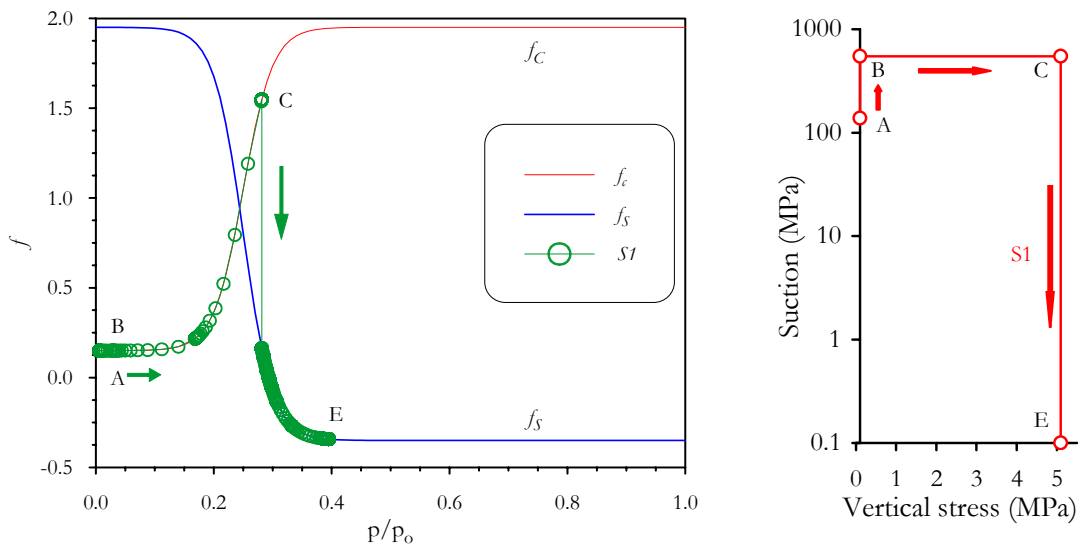 2.0
1.5
1.0
0.5
0.0
-0.5
f
0.0
0.2
0.4
0.6
0.8
1.0
p/p₀
f_C
C
f_c
f_S
S1
B
A
E
f_S
1000
100
10
1
0.1
Suction (MPa)
B
C
A
S1
E
0 1 2 3 4 5
Vertical stress (MPa)